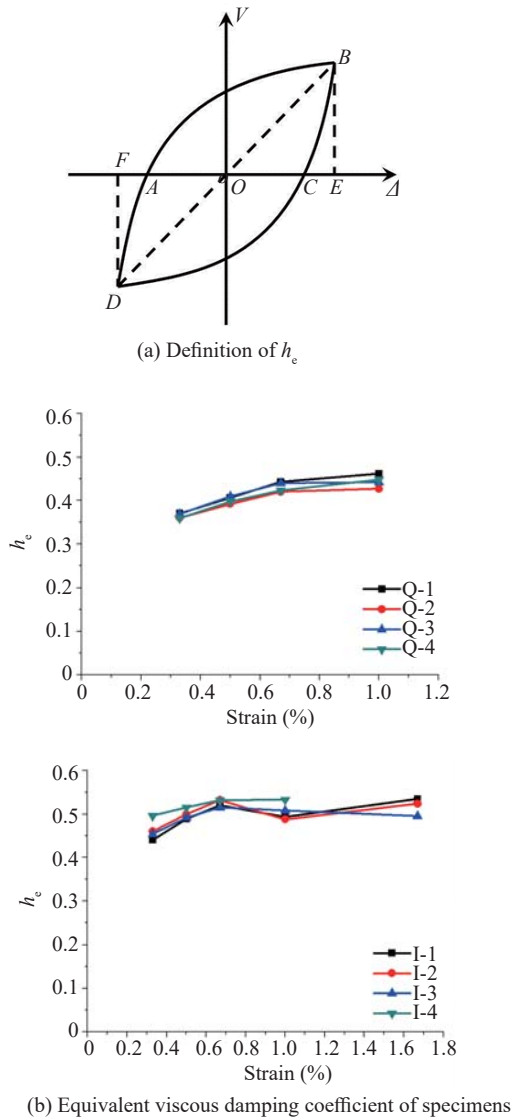 V
B
F
A
O
C
E
Δ
D
(a) Definition of he
0.6
0.5
0.4
0.3
0.2
0.1
0
he
Q-1
Q-2
Q-3
Q-4
0 0.2 0.4 0.6 0.8 1.0 1.2
Strain (%)
0.6
0.5
0.4
0.3
0.2
0.1
0
he
I-1
I-2
I-3
I-4
0 0.2 0.4 0.6 0.8 1.0 1.2 1.4 1.6 1.8
Strain (%)
(b) Equivalent viscous damping coefficient of specimens